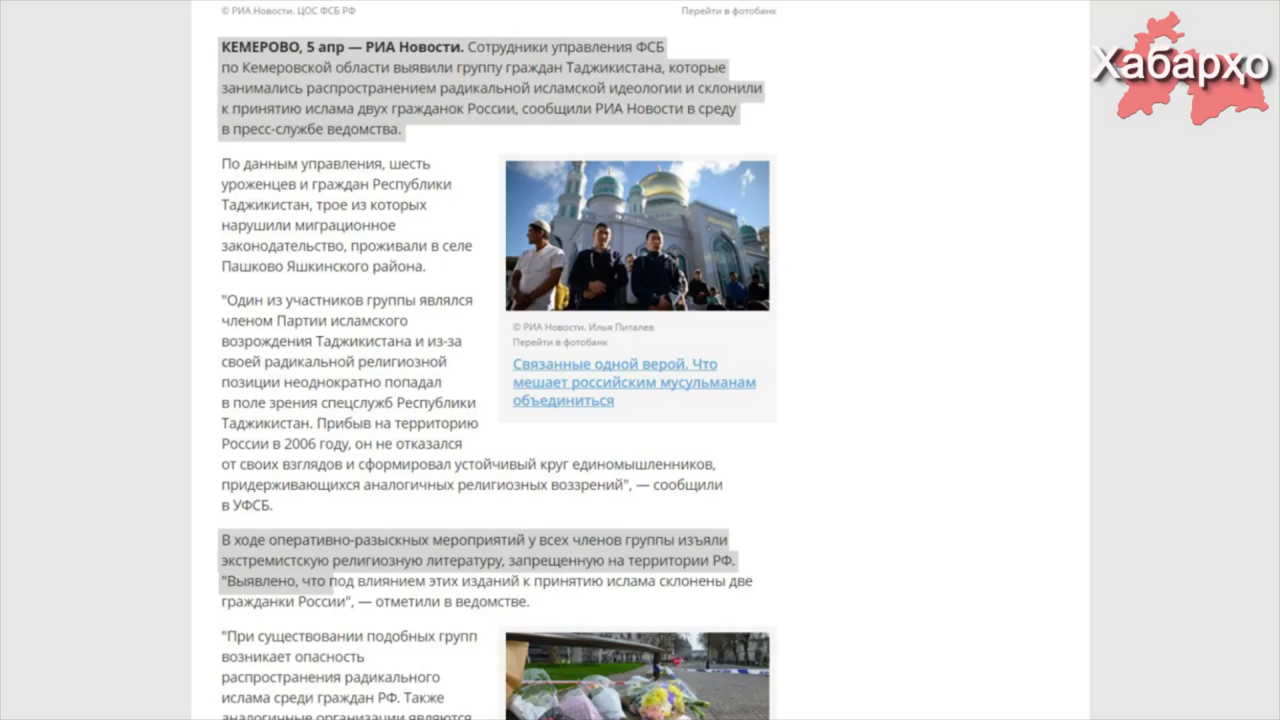 © РИА Новости. ЦОС ФСБ РФ
Перейти в фотобанк
Хабарҳо
КЕМЕРОВО, 5 апр — РИА Новости. Сотрудники управления ФСБ
по Кемеровской области выявили группу граждан Таджикистана, которые
занимались распространением радикальной исламской идеологии и склонили
к принятию ислама двух гражданок России, сообщили РИА Новости в среду
в пресс-службе ведомства.
По данным управления, шесть
уроженцев и граждан Республики
Таджикистан, трое из которых
нарушили миграционное
законодательство, проживали в селе
Пашково Яшкинского района.
"Один из участников группы являлся
членом Партии исламского
возрождения Таджикистана и из-за
своей радикальной религиозной
позиции неоднократно попадал
в поле зрения спецслужб Республики
Таджикистан. Прибыв на территорию
России в 2006 году, он не отказался
от своих взглядов и сформировал устойчивый круг единомышленников,
придерживающихся аналогичных религиозных воззрений", — сообщили
в УФСБ.
© РИА Новости. Илья Питалев
Перейти в фотобанк
Связанные одной верой. Что
мешает российским мусульманам
объединиться
В ходе оперативно-разыскных мероприятий у всех членов группы изъяли
экстремистскую религиозную литературу, запрещенную на территории РФ.
"Выявлено, что под влиянием этих изданий к принятию ислама склонены две
гражданки России", — отметили в ведомстве.
"При существовании подобных групп
возникает опасность
распространения радикального
ислама среди граждан РФ. Также
аналогичные организации являются